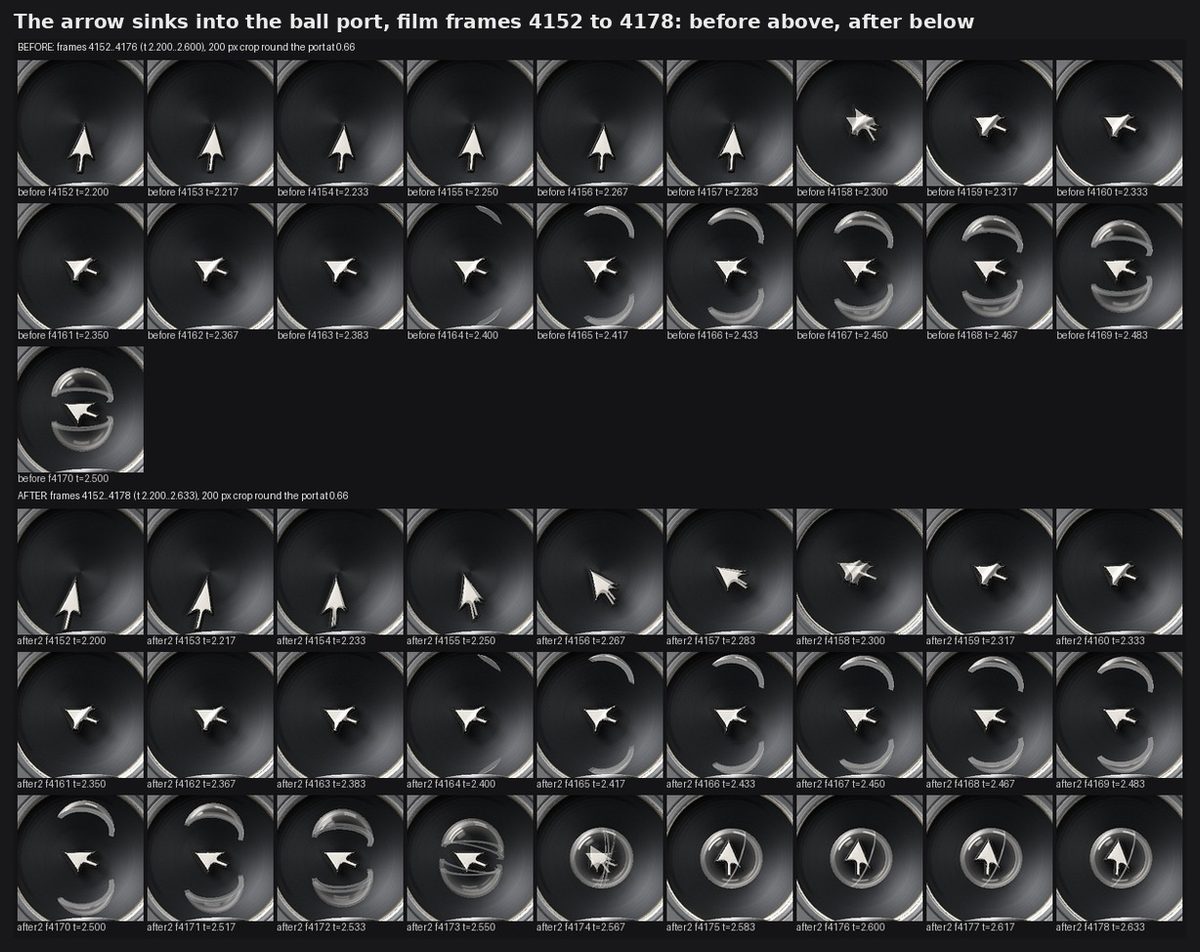 The arrow sinks into the ball port, film frames 4152 to 4178: before above, after below
BEFORE: frames 4152..4176 (t 2.200..2.600), 200 px crop round the port at 0.66
before f4152 t=2.200 before f4153 t=2.217 before f4154 t=2.233 before f4155 t=2.250 before f4156 t=2.267 before f4157 t=2.283 before f4158 t=2.300 before f4159 t=2.317 before f4160 t=2.333
before f4161 t=2.350 before f4162 t=2.367 before f4163 t=2.383 before f4164 t=2.400 before f4165 t=2.417 before f4166 t=2.433 before f4167 t=2.450 before f4168 t=2.467 before f4169 t=2.483
before f4170 t=2.500
AFTER: frames 4152..4178 (t 2.200..2.633), 200 px crop round the port at 0.66
after2 f4152 t=2.200 after2 f4153 t=2.217 after2 f4154 t=2.233 after2 f4155 t=2.250 after2 f4156 t=2.267 after2 f4157 t=2.283 after2 f4158 t=2.300 after2 f4159 t=2.317 after2 f4160 t=2.333
after2 f4161 t=2.350 after2 f4162 t=2.367 after2 f4163 t=2.383 after2 f4164 t=2.400 after2 f4165 t=2.417 after2 f4166 t=2.433 after2 f4167 t=2.450 after2 f4168 t=2.467 after2 f4169 t=2.483
after2 f4170 t=2.500 after2 f4171 t=2.517 after2 f4172 t=2.533 after2 f4173 t=2.550 after2 f4174 t=2.567 after2 f4175 t=2.583 after2 f4176 t=2.600 after2 f4177 t=2.617 after2 f4178 t=2.633